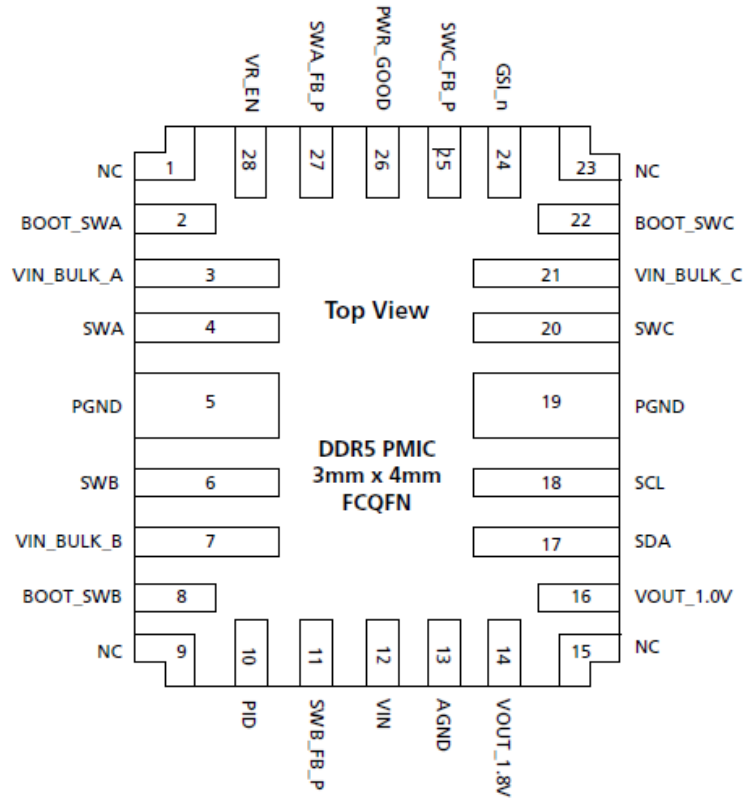 VR_EN
SWA_FB_P
PWR_GOOD
SWC_FB_P
GSI_n
28
27
26
25
24
NC 1
23 NC
BOOT_SWA 2
22 BOOT_SWC
VIN_BULK_A 3
21 VIN_BULK_C
Top View
SWA 4
20 SWC
PGND 5
19 PGND
DDR5 PMIC
3mm x 4mm
FCQFN
SWB 6
18 SCL
VIN_BULK_B 7
17 SDA
BOOT_SWB 8
16 VOUT_1.0V
NC 9
15 NC
10
11
12
13
14
PID
SWB_FB_P
VIN
AGND
VOUT_1.8V